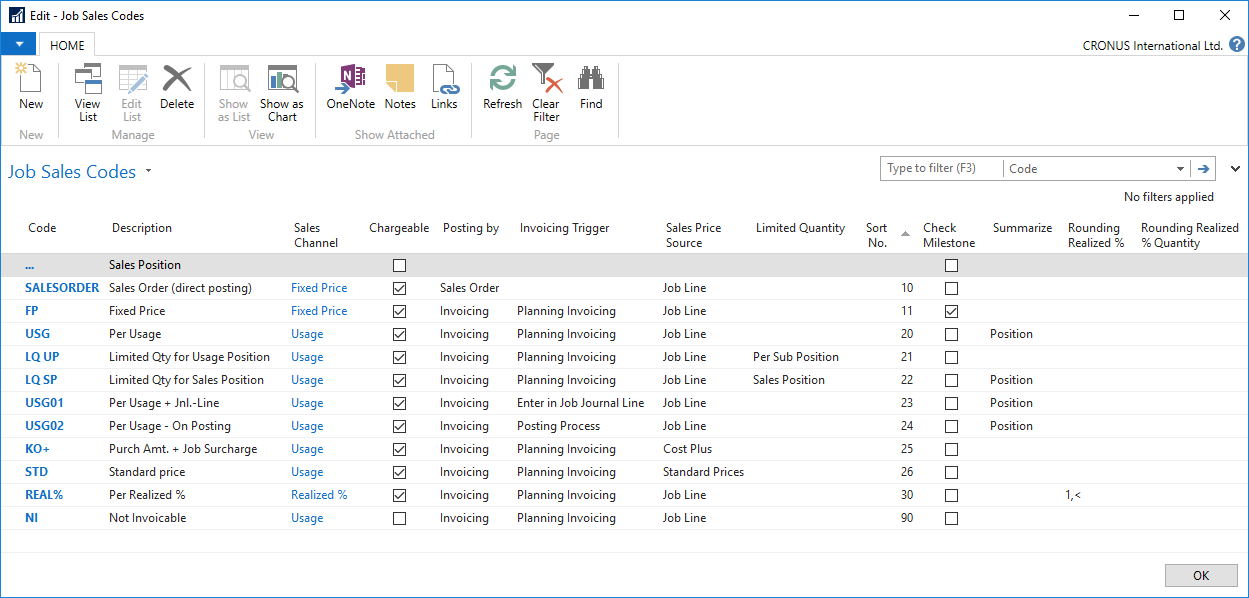 Edit - Job Sales Codes
HOME
CRONUS International Ltd. ?
New
View List
Edit List
Delete
Show as List
Show as Chart
OneNote
Notes
Links
Refresh
Clear Filter
Find
New
Manage
View
Show Attached
Page
Job Sales Codes
Type to filter (F3) Code
No filters applied
Code Description Sales Channel Chargeable Posting by Invoicing Trigger Sales Price Source Limited Quantity Sort No. Check Milestone Summarize Rounding Realized % Rounding Realized % Quantity
... Sales Position
SALESORDER Sales Order (direct posting) Fixed Price Sales Order Job Line 10
FP Fixed Price Fixed Price Invoicing Planning Invoicing Job Line 11
USG Per Usage Usage Invoicing Planning Invoicing Job Line 20 Position
LQ UP Limited Qty for Usage Position Usage Invoicing Planning Invoicing Job Line Per Sub Position 21
LQ SP Limited Qty for Sales Position Usage Invoicing Planning Invoicing Job Line Sales Position 22 Position
USG01 Per Usage + Jnl.-Line Usage Invoicing Enter in Job Journal Line Job Line 23 Position
USG02 Per Usage - On Posting Usage Invoicing Posting Process Job Line 24 Position
KO+ Purch Amt. + Job Surcharge Usage Invoicing Planning Invoicing Cost Plus 25
STD Standard price Usage Invoicing Planning Invoicing Standard Prices 26
REAL% Per Realized % Realized % Invoicing Planning Invoicing Job Line 30 1,<
NI Not Invoicable Usage Invoicing Planning Invoicing Job Line 90
OK